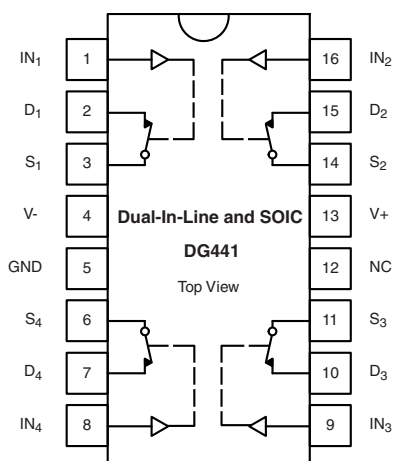 IN₁ 1 16 IN₂
D₁ 2 15 D₂
S₁ 3 14 S₂
V- 4 Dual-In-Line and SOIC 13 V+
DG441
GND 5 12 NC
Top View
S₄ 6 11 S₃
D₄ 7 10 D₃
IN₄ 8 9 IN₃